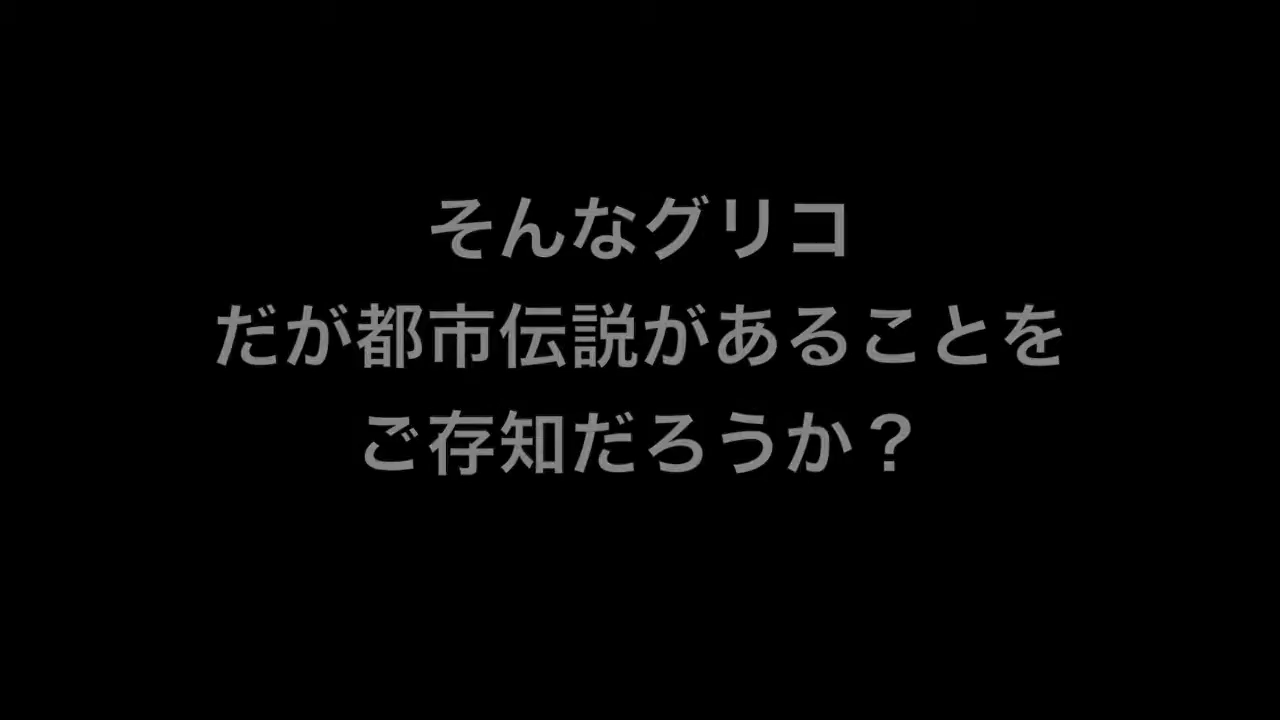 そんなグリコ
だが都市伝説があることを
ご存知だろうか？